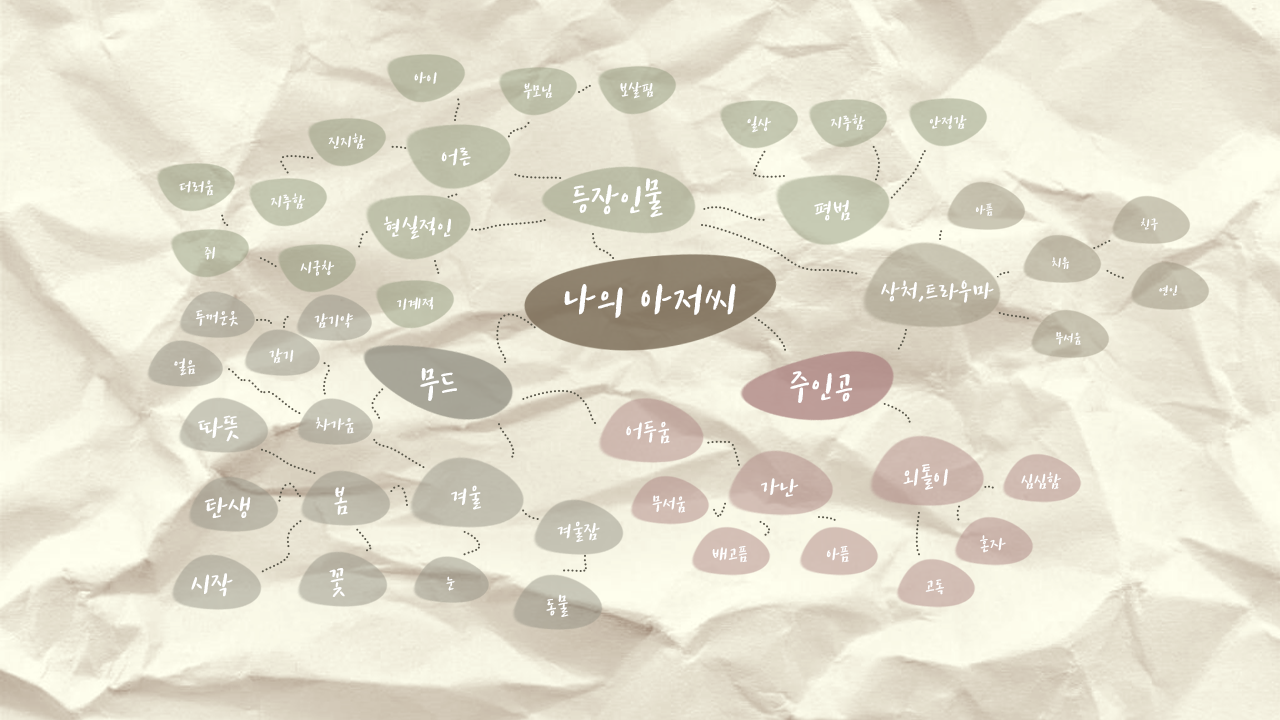 아이
부모님
보살핌
일상
지루함
안정감
진지함
어른
더러움
지루함
등장인물
평범
아픔
친구
현실적인
쥐
시궁창
치유
상처,트라우마
연인
기계적
나의 아저씨
두꺼운옷
감기약
무서움
얼음
감기
무드
주인공
따뜻
차가움
어두움
탄생
봄
겨울
겨울잠
무서움
가난
외톨이
심심함
배고픔
아픔
혼자
시작
꽃
눈
동물
고독